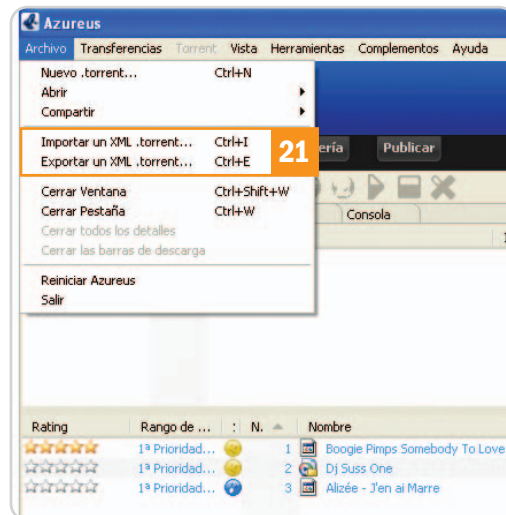 Azureus
Archivo Transferencias Torrent Vista Herramientas Complementos Ayuda
Nuevo .torrent... Ctrl+N
Abrir
Compartir
Importar un XML .torrent... Ctrl+I
Exportar un XML .torrent... Ctrl+E
21
ería Publicar
Cerrar Ventana Ctrl+Shift+W
Cerrar Pestaña Ctrl+W
Consola
Cerrar todos los detalles
Cerrar las barras de descarga
Reiniciar Azureus
Salir
Rating Rango de ... : N. Nombre
1ª Prioridad... 1 Boogie Pimps Somebody To Love
1ª Prioridad... 2 Dj Suss One
1ª Prioridad... 3 Alizée - J'en ai Marre